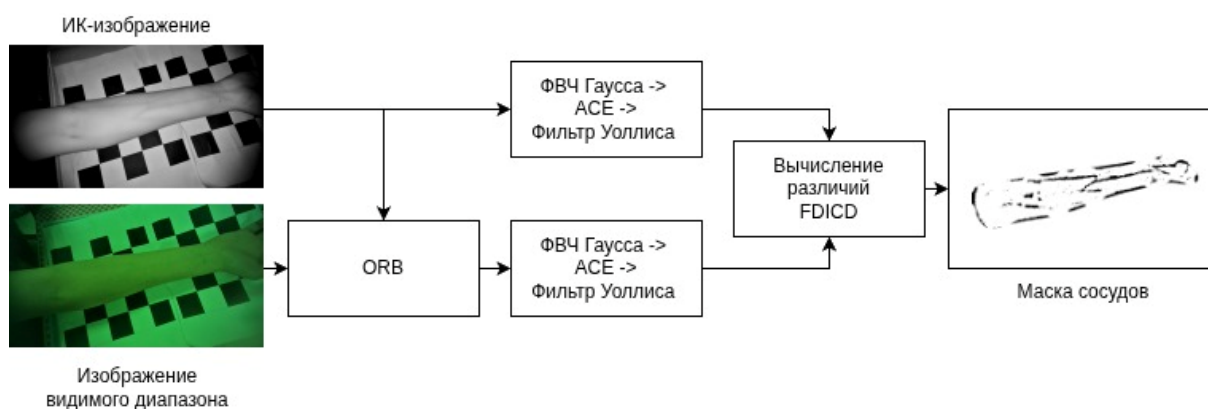 ИК-изображение
ФВЧ Гаусса ->
ACE ->
Фильтр Уоллиса
Вычисление
различий
FDICD
ORB
ФВЧ Гаусса ->
ACE ->
Фильтр Уоллиса
Маска сосудов
Изображение
видимого диапазона